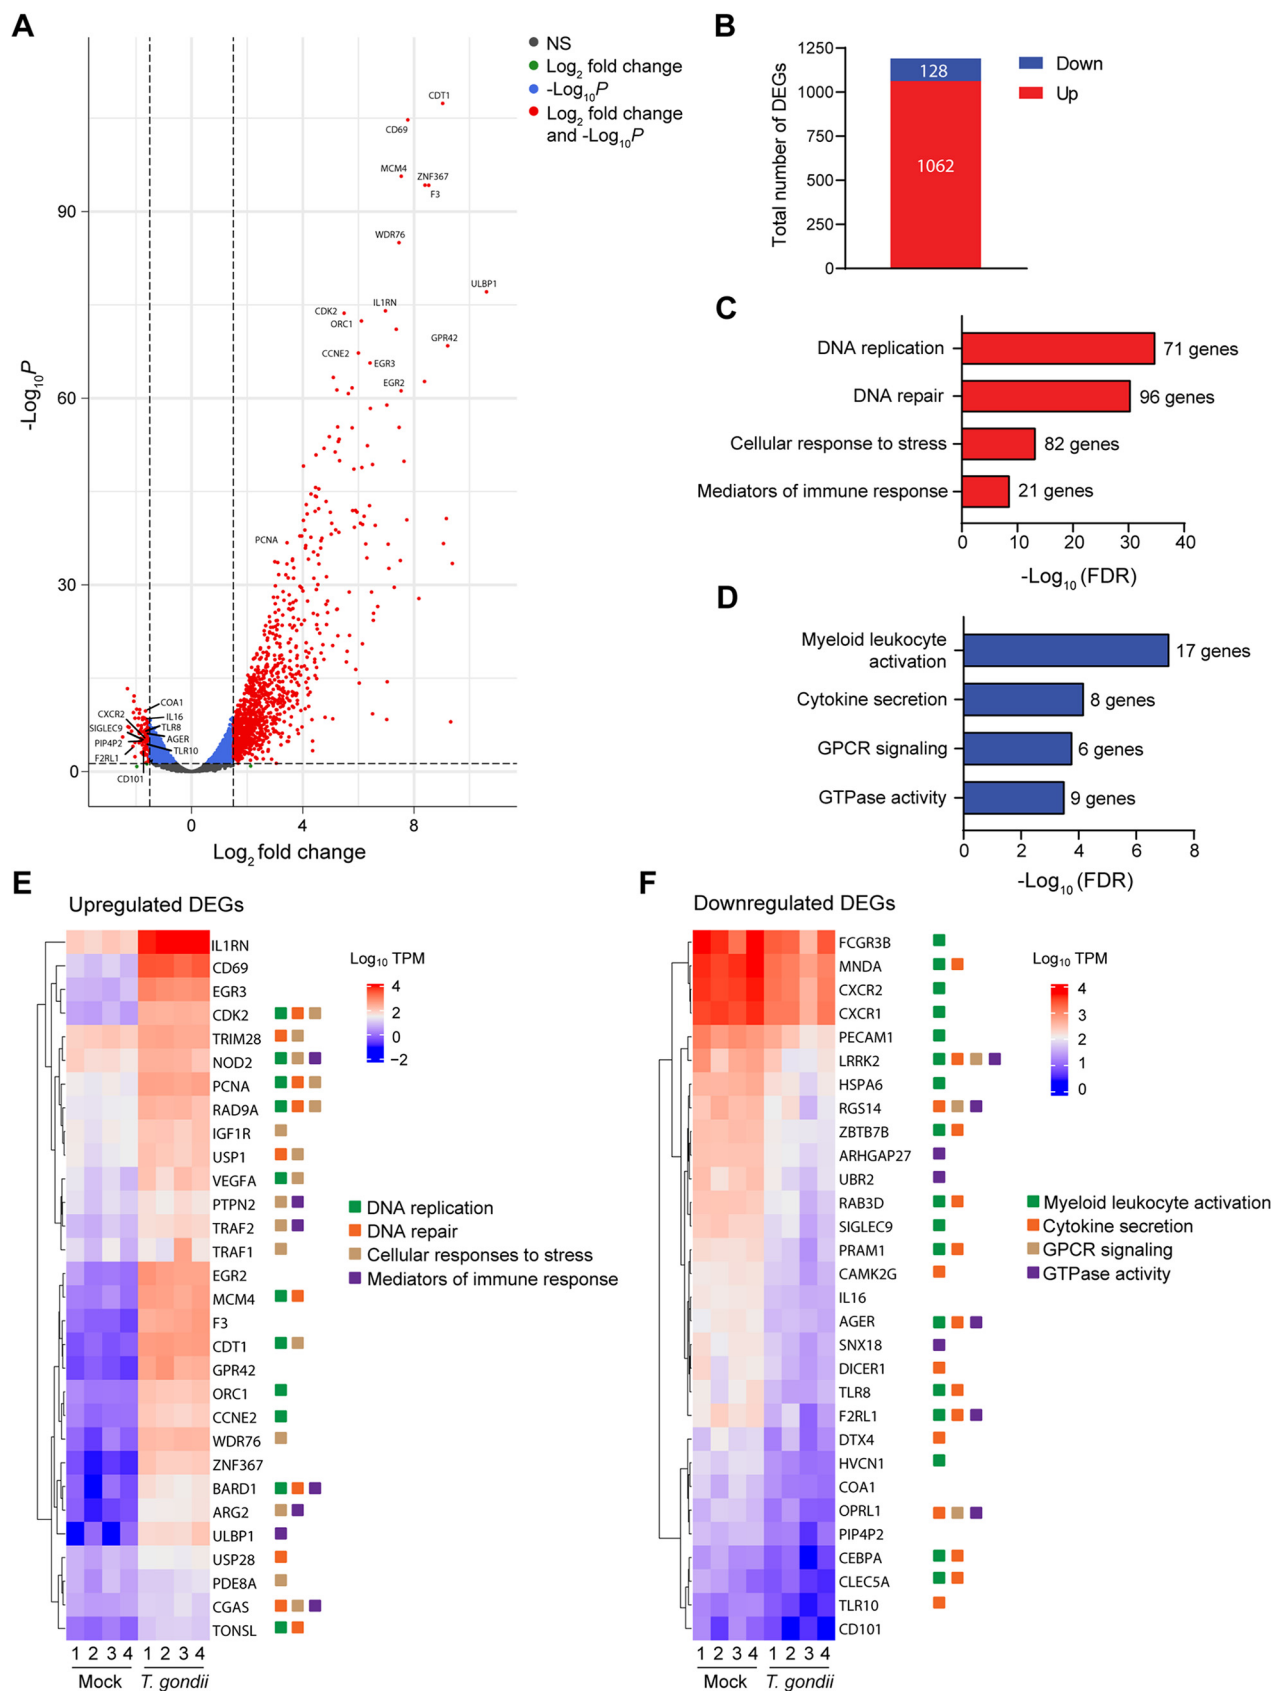 A
NS
Log2 fold change
-Log10P
Log2 fold change
and -Log10P
CDT1
CD69
MCM4
ZNF367
F3
90
WDR76
ULBP1
IL1RN
CDK2
ORC1
GPR42
CCNE2
EGR3
EGR2
60
-Log10P
PCNA
30
COA1
CXCR2
IL16
SIGLEC9
TLR8
AGER
PIP4P2
TLR10
F2RL1
CD101
0
0 4 8
Log2 fold change
B
1250
1000
750
500
250
0
Total number of DEGs
128
1062
Down
Up
C
DNA replication 71 genes
DNA repair 96 genes
Cellular response to stress 82 genes
Mediators of immune response 21 genes
0 10 20 30 40
-Log10 (FDR)
D
Myeloid leukocyte
activation
17 genes
Cytokine secretion 8 genes
GPCR signaling 6 genes
GTPase activity 9 genes
0 2 4 6 8
-Log10 (FDR)
E
Upregulated DEGs
IL1RN
CD69
EGR3
CDK2
TRIM28
NOD2
PCNA
RAD9A
IGF1R
USP1
VEGFA
PTPN2
TRAF2
TRAF1
EGR2
MCM4
F3
CDT1
GPR42
ORC1
CCNE2
WDR76
ZNF367
BARD1
ARG2
ULBP1
USP28
PDE8A
CGAS
TONSL
1 2 3 4 1 2 3 4
Mock T. gondii
Log10 TPM
4
2
0
−2
DNA replication
DNA repair
Cellular responses to stress
Mediators of immune response
F
Downregulated DEGs
FCGR3B
MNDA
CXCR2
CXCR1
PECAM1
LRRK2
HSPA6
RGS14
ZBTB7B
ARHGAP27
UBR2
RAB3D
SIGLEC9
PRAM1
CAMK2G
IL16
AGER
SNX18
DICER1
TLR8
F2RL1
DTX4
HVCN1
COA1
OPRL1
PIP4P2
CEBPA
CLEC5A
TLR10
CD101
1 2 3 4 1 2 3 4
Mock T. gondii
Log10 TPM
4
3
2
1
0
Myeloid leukocyte activation
Cytokine secretion
GPCR signaling
GTPase activity